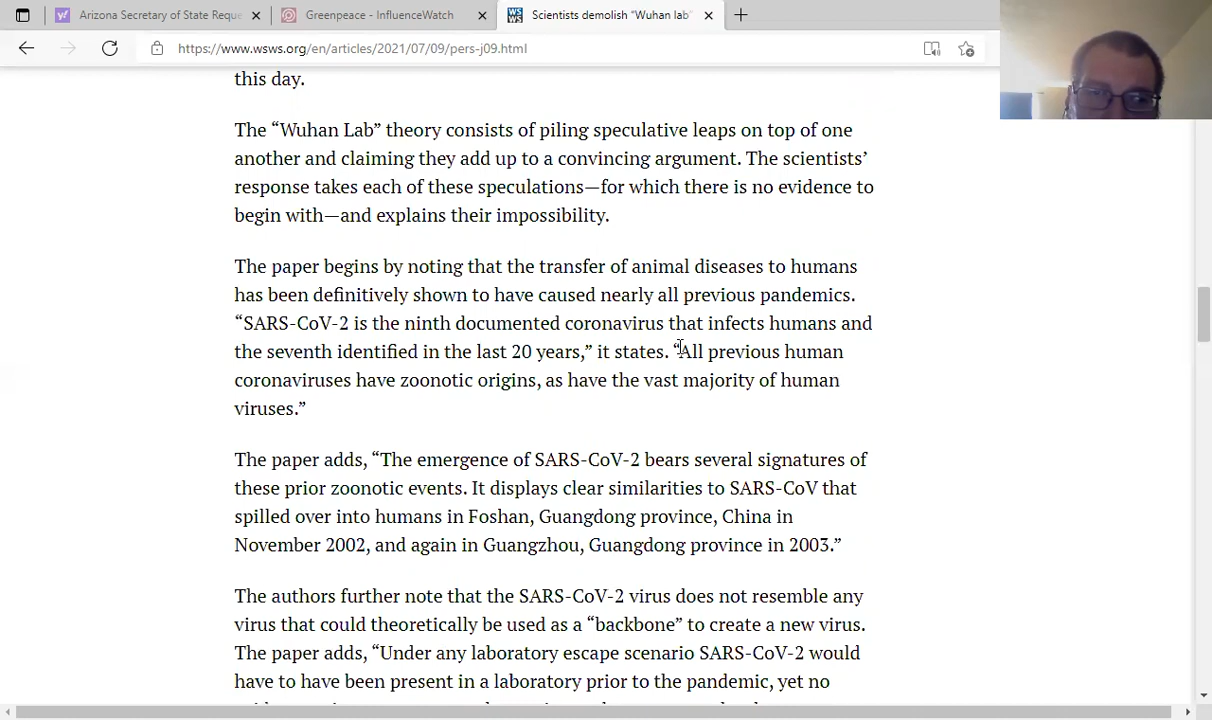 Arizona Secretary of State Reque
Greenpeace - InfluenceWatch
Scientists demolish “Wuhan lab”
https://www.wsws.org/en/articles/2021/07/09/pers-j09.html
this day.
The “Wuhan Lab” theory consists of piling speculative leaps on top of one
another and claiming they add up to a convincing argument. The scientists’
response takes each of these speculations—for which there is no evidence to
begin with—and explains their impossibility.
The paper begins by noting that the transfer of animal diseases to humans
has been definitively shown to have caused nearly all previous pandemics.
“SARS-CoV-2 is the ninth documented coronavirus that infects humans and
the seventh identified in the last 20 years,” it states. “All previous human
coronaviruses have zoonotic origins, as have the vast majority of human
viruses.”
The paper adds, “The emergence of SARS-CoV-2 bears several signatures of
these prior zoonotic events. It displays clear similarities to SARS-CoV that
spilled over into humans in Foshan, Guangdong province, China in
November 2002, and again in Guangzhou, Guangdong province in 2003.”
The authors further note that the SARS-CoV-2 virus does not resemble any
virus that could theoretically be used as a “backbone” to create a new virus.
The paper adds, “Under any laboratory escape scenario SARS-CoV-2 would
have to have been present in a laboratory prior to the pandemic, yet no